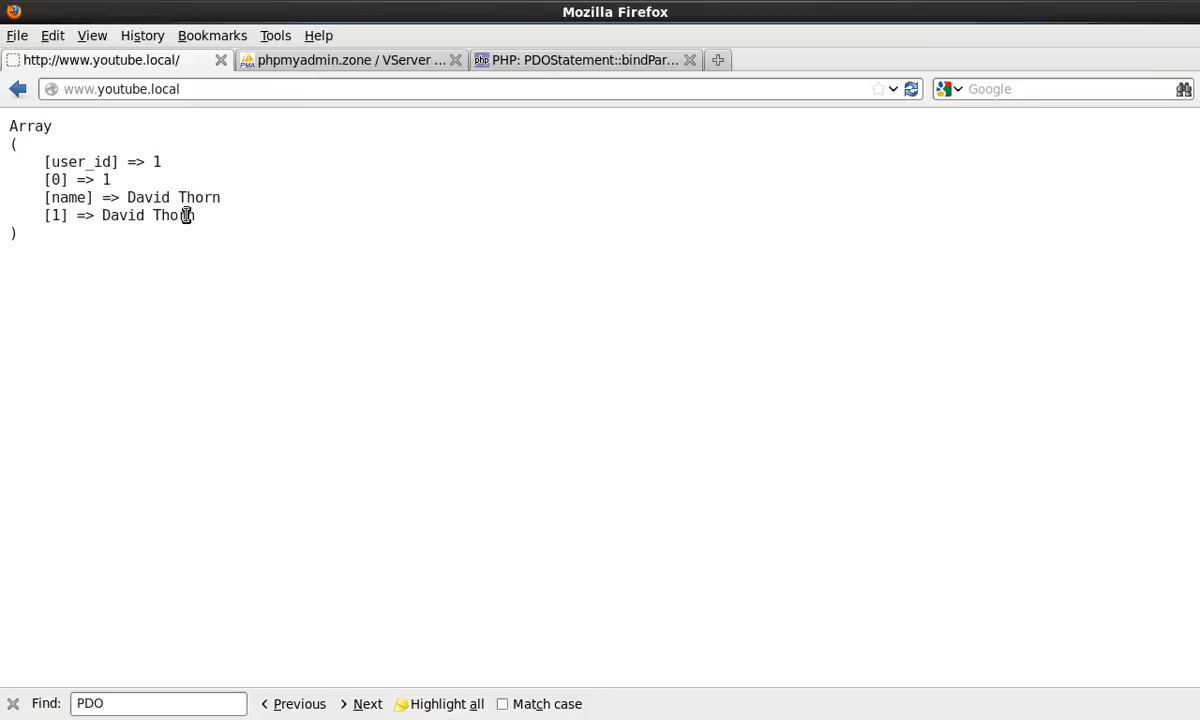 Mozilla Firefox
File Edit View History Bookmarks Tools Help
http://www.youtube.local/ phpmyadmin.zone / VServer ... PHP: PDOStatement::bindPar...
www.youtube.local Google
Array
(
[user_id] => 1
[0] => 1
[name] => David Thorn
[1] => David Thorn
)
Find: PDO Previous Next Highlight all Match case